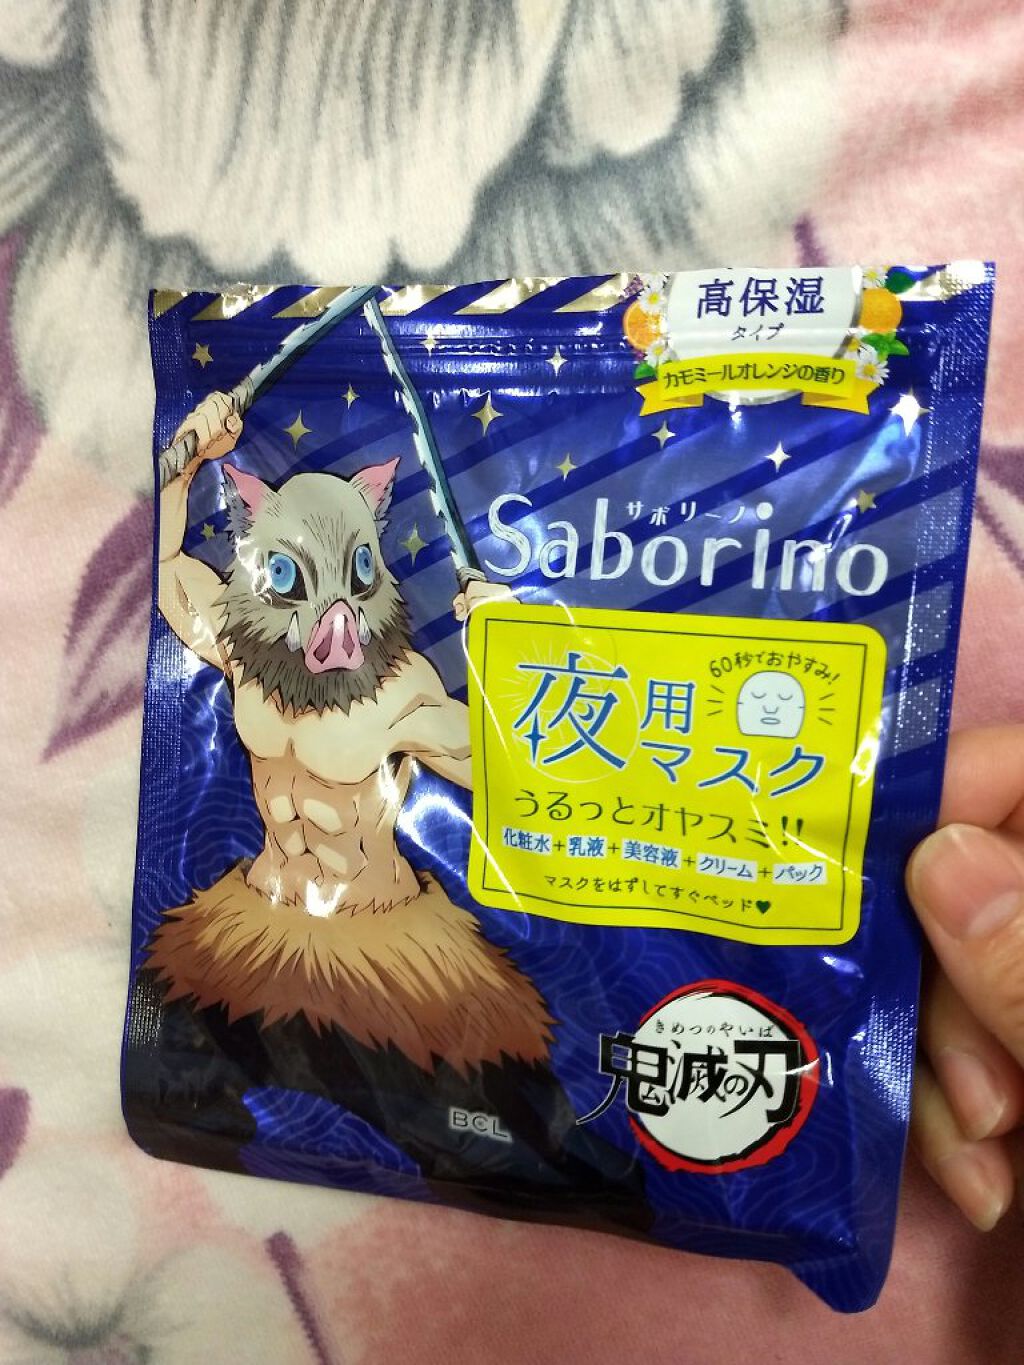 高保湿
タイプ
カモミールオレンジの香り
サボリーノ
Saborino
60秒でおやすみ!
夜用
マスク
うるっとオヤスミ!!
化粧水+乳液+美容液+クリーム+パック
マスクをはずしてすぐベッド♥
きめつのやいば
鬼滅の刃
BCL